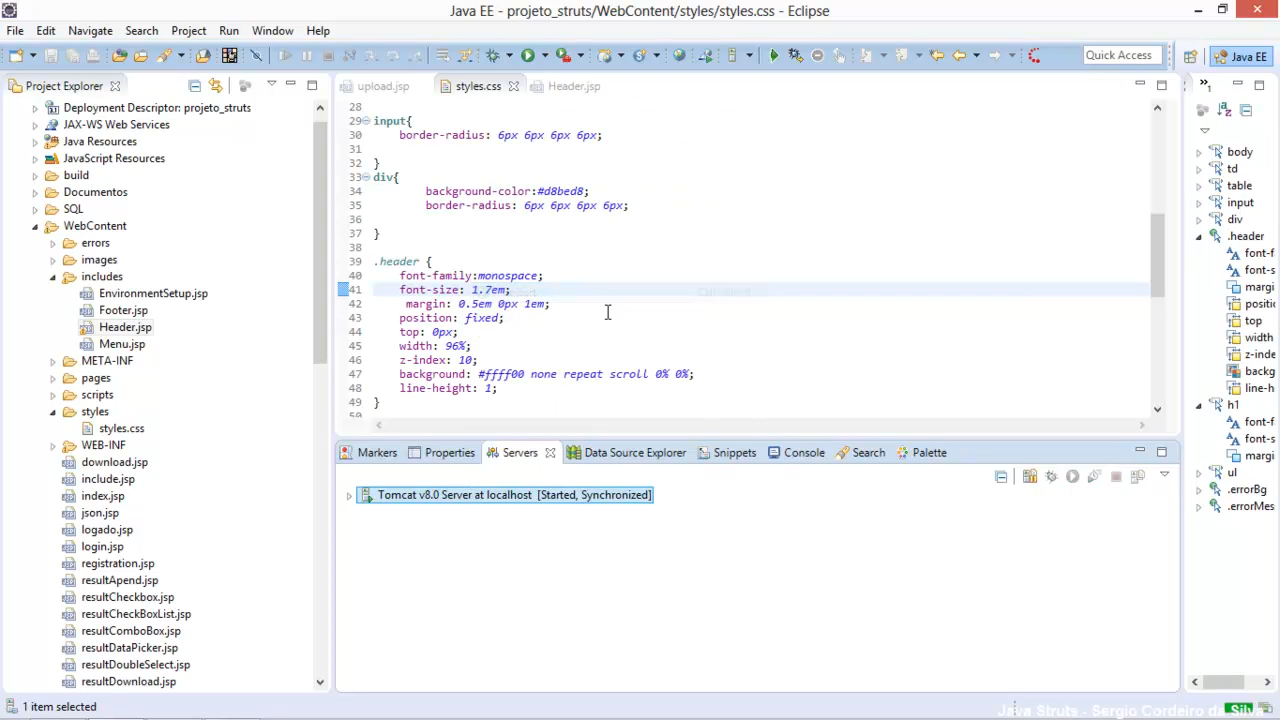 Java EE - projeto_struts/WebContent/styles/styles.css - Eclipse
File Edit Navigate Search Project Run Window Help
Quick Access
Java EE
Project Explorer
upload.jsp
styles.css
Header.jsp
Deployment Descriptor: projeto_struts
JAX-WS Web Services
Java Resources
JavaScript Resources
build
Documentos
SQL
WebContent
errors
images
includes
EnvironmentSetup.jsp
Footer.jsp
Header.jsp
Menu.jsp
META-INF
pages
scripts
styles
styles.css
WEB-INF
download.jsp
include.jsp
index.jsp
json.jsp
logado.jsp
login.jsp
registration.jsp
resultApend.jsp
resultCheckbox.jsp
resultCheckBoxList.jsp
resultComboBox.jsp
resultDataPicker.jsp
resultDoubleSelect.jsp
resultDownload.jsp
28
29 input{
30 border-radius: 6px 6px 6px 6px;
31
32 }
33 div{
34 background-color:#d8bed8;
35 border-radius: 6px 6px 6px 6px;
36
37 }
38
39 .header {
40 font-family:monospace;
41 font-size: 1.7em;
42 margin: 0.5em 0px 1em;
43 position: fixed;
44 top: 0px;
45 width: 96%;
46 z-index: 10;
47 background: #ffff00 none repeat scroll 0% 0%;
48 line-height: 1;
49 }
50
1
body
td
table
input
div
.header
font-f
font-s
margi
positio
top
width
z-inde
backg
line-h
h1
font-f
font-s
margi
ul
.errorBg
.errorMes
Markers Properties Servers Data Source Explorer Snippets Console Search Palette
Tomcat v8.0 Server at localhost [Started, Synchronized]
1 item selected
Java Struts - Sergio Cordeiro da Silva